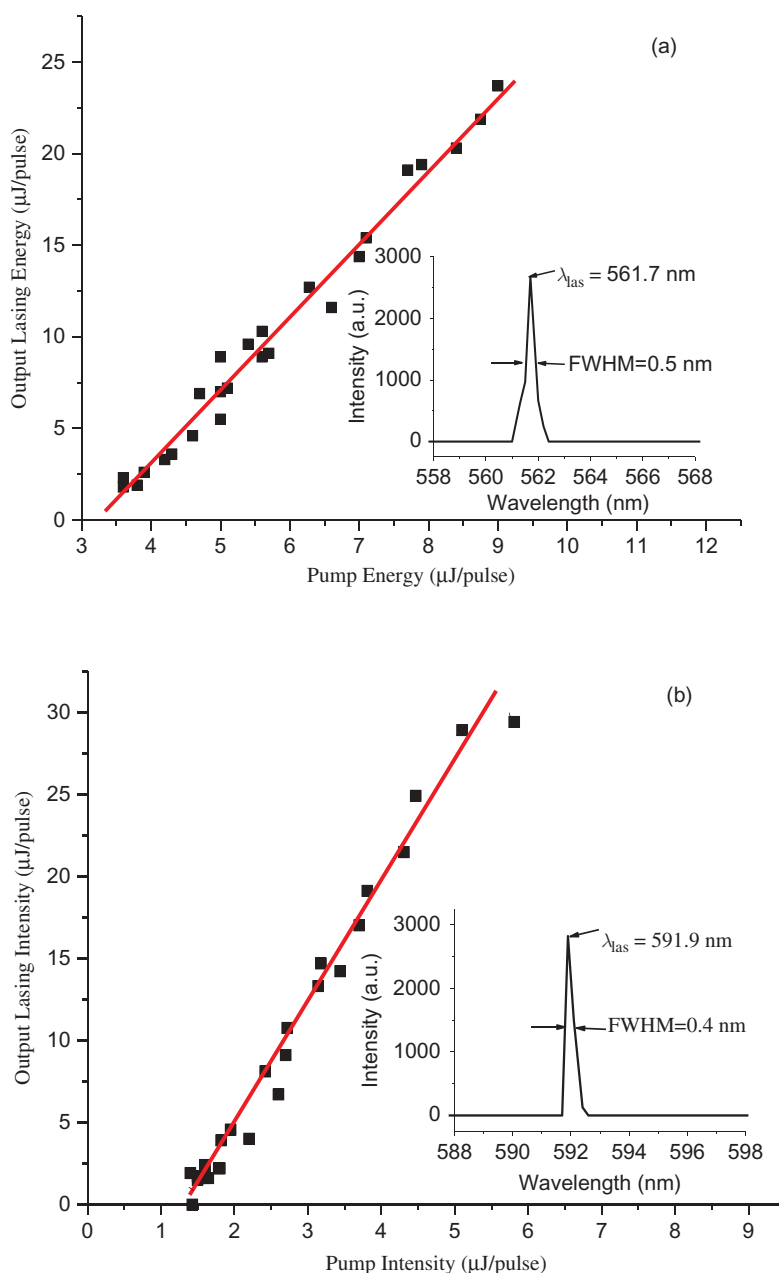 (a)
Output Lasing Energy (μJ/pulse)
25
20
15
10
5
0
3 4 5 6 7 8 9 10 11 12
Pump Energy (μJ/pulse)
Intensity (a.u.)
3000
2000
1000
0
λlas = 561.7 nm
FWHM=0.5 nm
558 560 562 564 566 568
Wavelength (nm)
(b)
Output Lasing Intensity (μJ/pulse)
30
25
20
15
10
5
0
0 1 2 3 4 5 6 7 8 9
Pump Intensity (μJ/pulse)
Intensity (a.u.)
3000
2000
1000
0
λlas = 591.9 nm
FWHM=0.4 nm
588 590 592 594 596 598
Wavelength (nm)